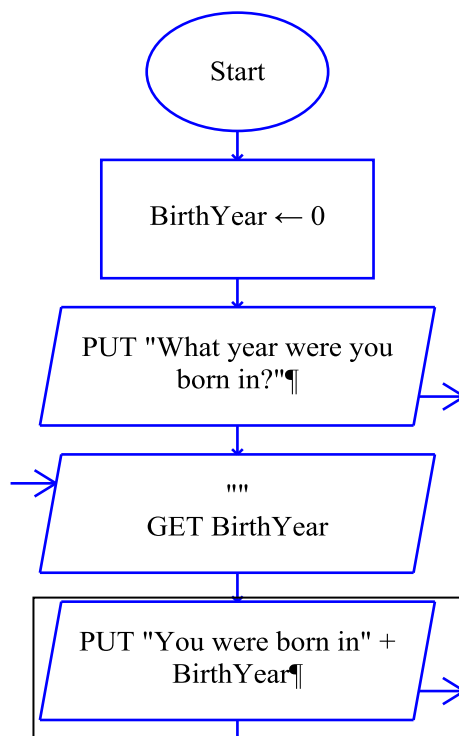 Start
BirthYear ← 0
PUT "What year were you
born in?"¶
""
GET BirthYear
PUT "You were born in" +
BirthYear¶